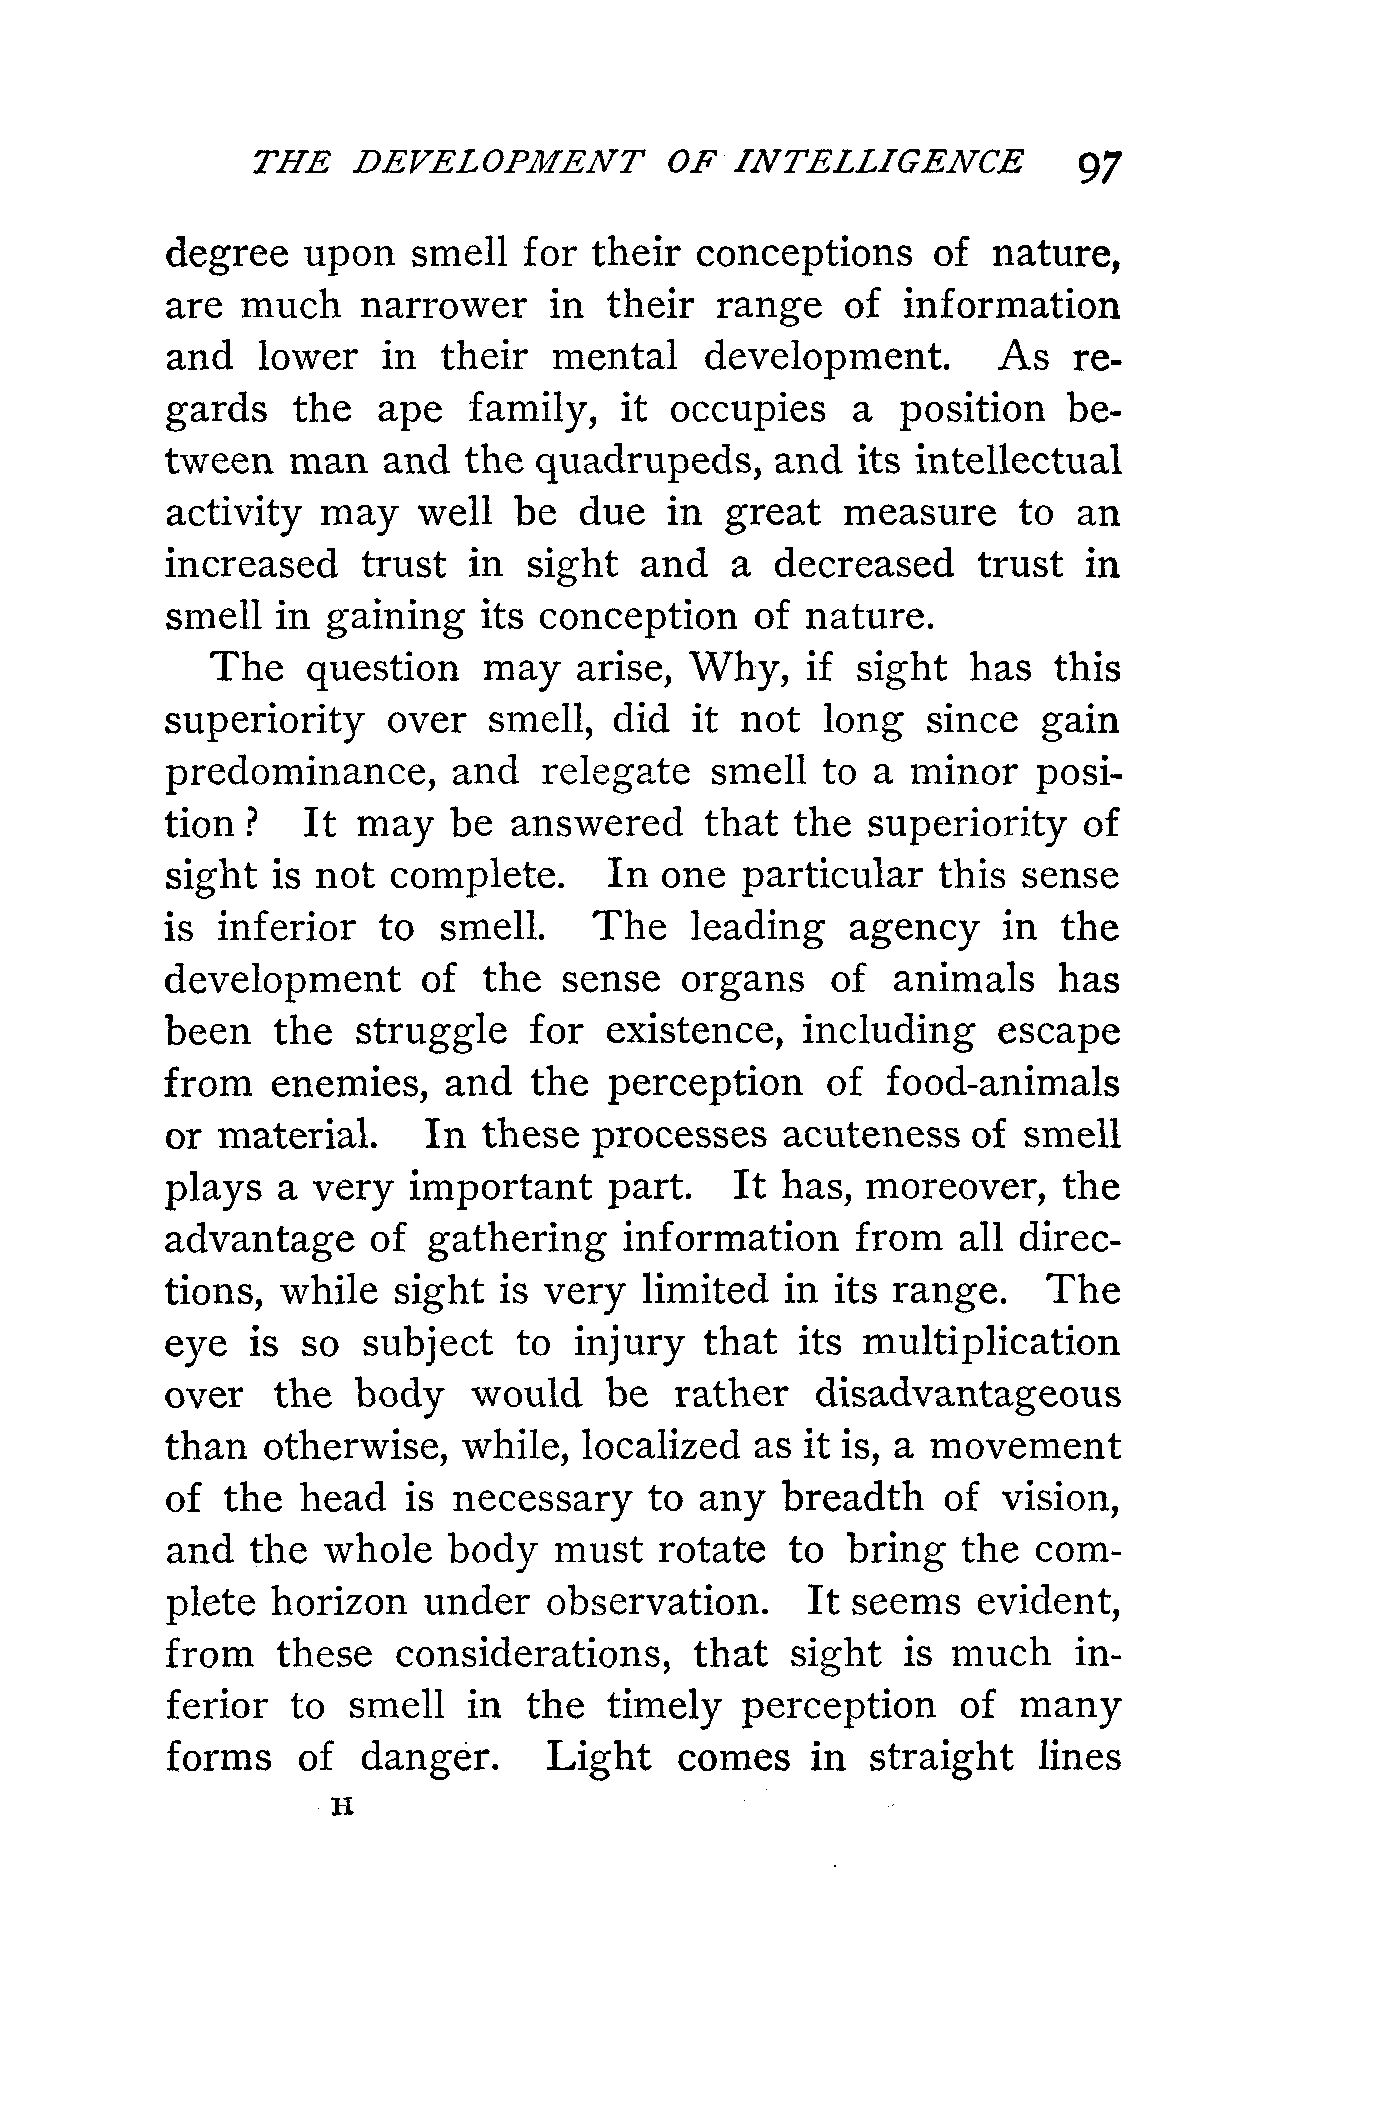 THE DEVELOPMENT OF INTELLIGENCE 97
degree upon smell for their conceptions of nature,
are much narrower in their range of information
and lower in their mental development. As re-
gards the ape family, it occupies a position be-
tween man and the quadrupeds, and its intellectual
activity may well be due in great measure to an
increased trust in sight and a decreased trust in
smell in gaining its conception of nature.
The question may arise, Why, if sight has this
superiority over smell, did it not long since gain
predominance, and relegate smell to a minor posi-
tion ? It may be answered that the superiority of
sight is not complete. In one particular this sense
is inferior to smell. The leading agency in the
development of the sense organs of animals has
been the struggle for existence, including escape
from enemies, and the perception of food-animals
or material. In these processes acuteness of smell
plays a very important part. It has, moreover, the
advantage of gathering information from all direc-
tions, while sight is very limited in its range. The
eye is so subject to injury that its multiplication
over the body would be rather disadvantageous
than otherwise, while, localized as it is, a movement
of the head is necessary to any breadth of vision,
and the whole body must rotate to bring the com-
plete horizon under observation. It seems evident,
from these considerations, that sight is much in-
ferior to smell in the timely perception of many
forms of danger. Light comes in straight lines
H